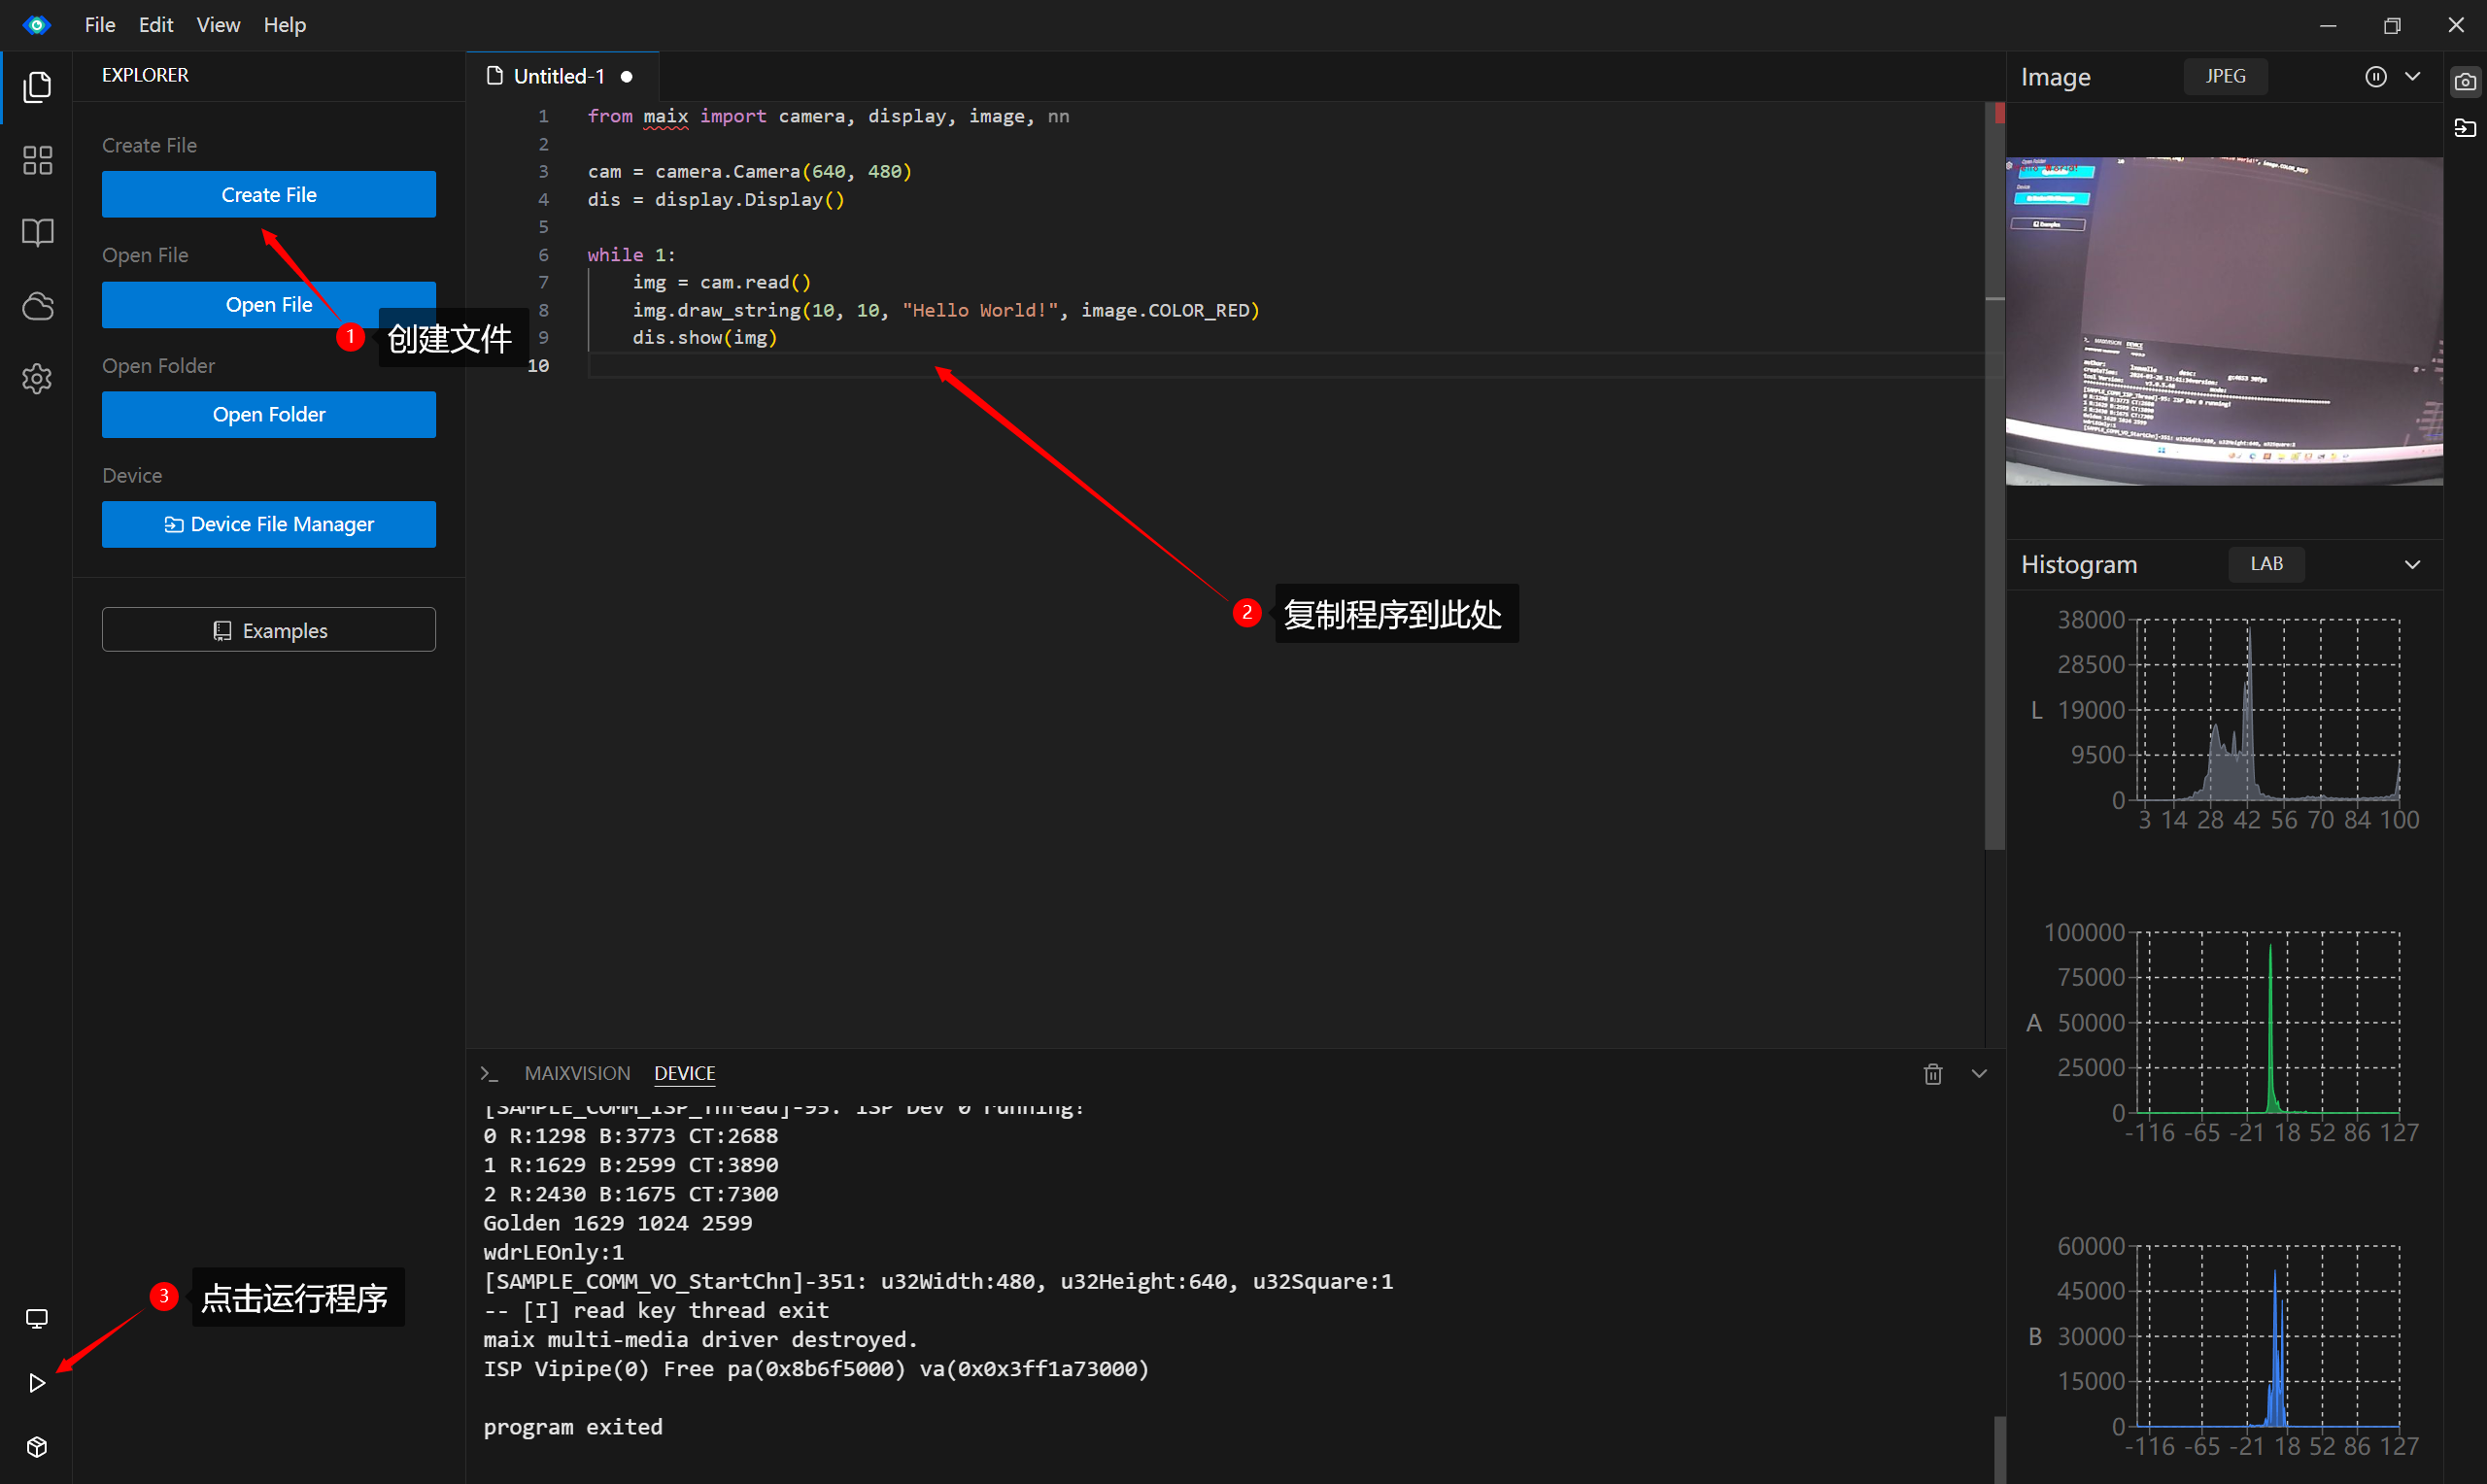 File Edit View Help
EXPLORER
Create File
Create File
Open File
Open File
1 创建文件
Open Folder
Open Folder
Device
Device File Manager
Examples
3 点击运行程序
Untitled-1
1 from maix import camera, display, image, nn
2
3 cam = camera.Camera(640, 480)
4 dis = display.Display()
5
6 while 1:
7 img = cam.read()
8 img.draw_string(10, 10, "Hello World!", image.COLOR_RED)
9 dis.show(img)
10
2 复制程序到此处
MAIXVISION DEVICE
[SAMPLE_COMM_ISP_Thread]-95: ISP Dev 0 running!
0 R:1298 B:3773 CT:2688
1 R:1629 B:2599 CT:3890
2 R:2430 B:1675 CT:7300
Golden 1629 1024 2599
wdrLEOnly:1
[SAMPLE_COMM_VO_StartChn]-351: u32Width:480, u32Height:640, u32Square:1
-- [I] read key thread exit
maix multi-media driver destroyed.
ISP Vipipe(0) Free pa(0x8b6f5000) va(0x0x3ff1a73000)
program exited
Image JPEG
Histogram LAB
38000
28500
L 19000
9500
0
3 14 28 42 56 70 84 100
100000
75000
A 50000
25000
0
-116 -65 -21 18 52 86 127
60000
45000
B 30000
15000
0
-116 -65 -21 18 52 86 127